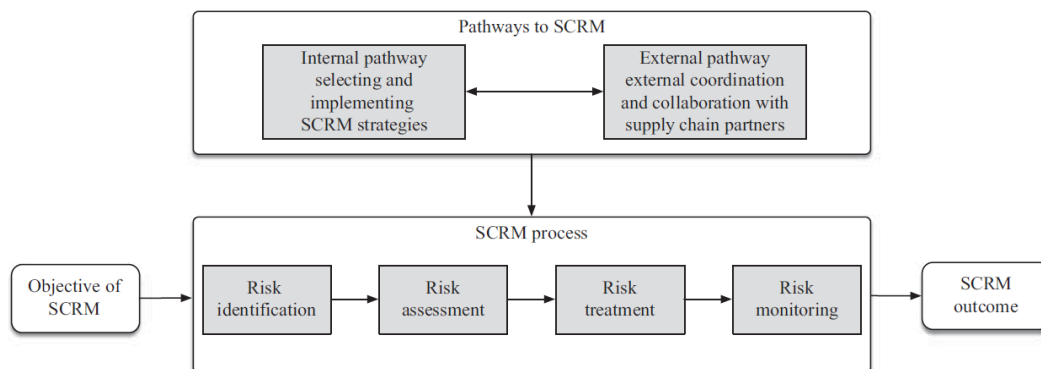 Pathways to SCRM
Internal pathway
selecting and
implementing
SCRM strategies
External pathway
external coordination
and collaboration with
supply chain partners
SCRM process
Objective of
SCRM
Risk
identification
Risk
assessment
Risk
treatment
Risk
monitoring
SCRM
outcome